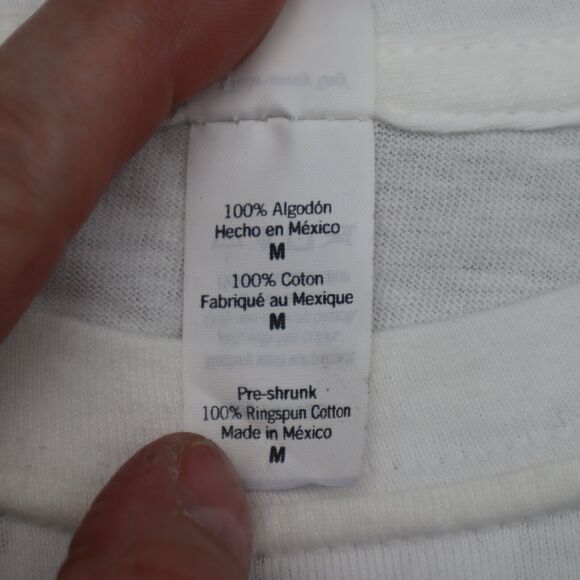 100% Algodón
Hecho en México
M
100% Coton
Fabriqué au Mexique
M
Pre-shrunk
100% Ringspun Cotton
Made in México
M